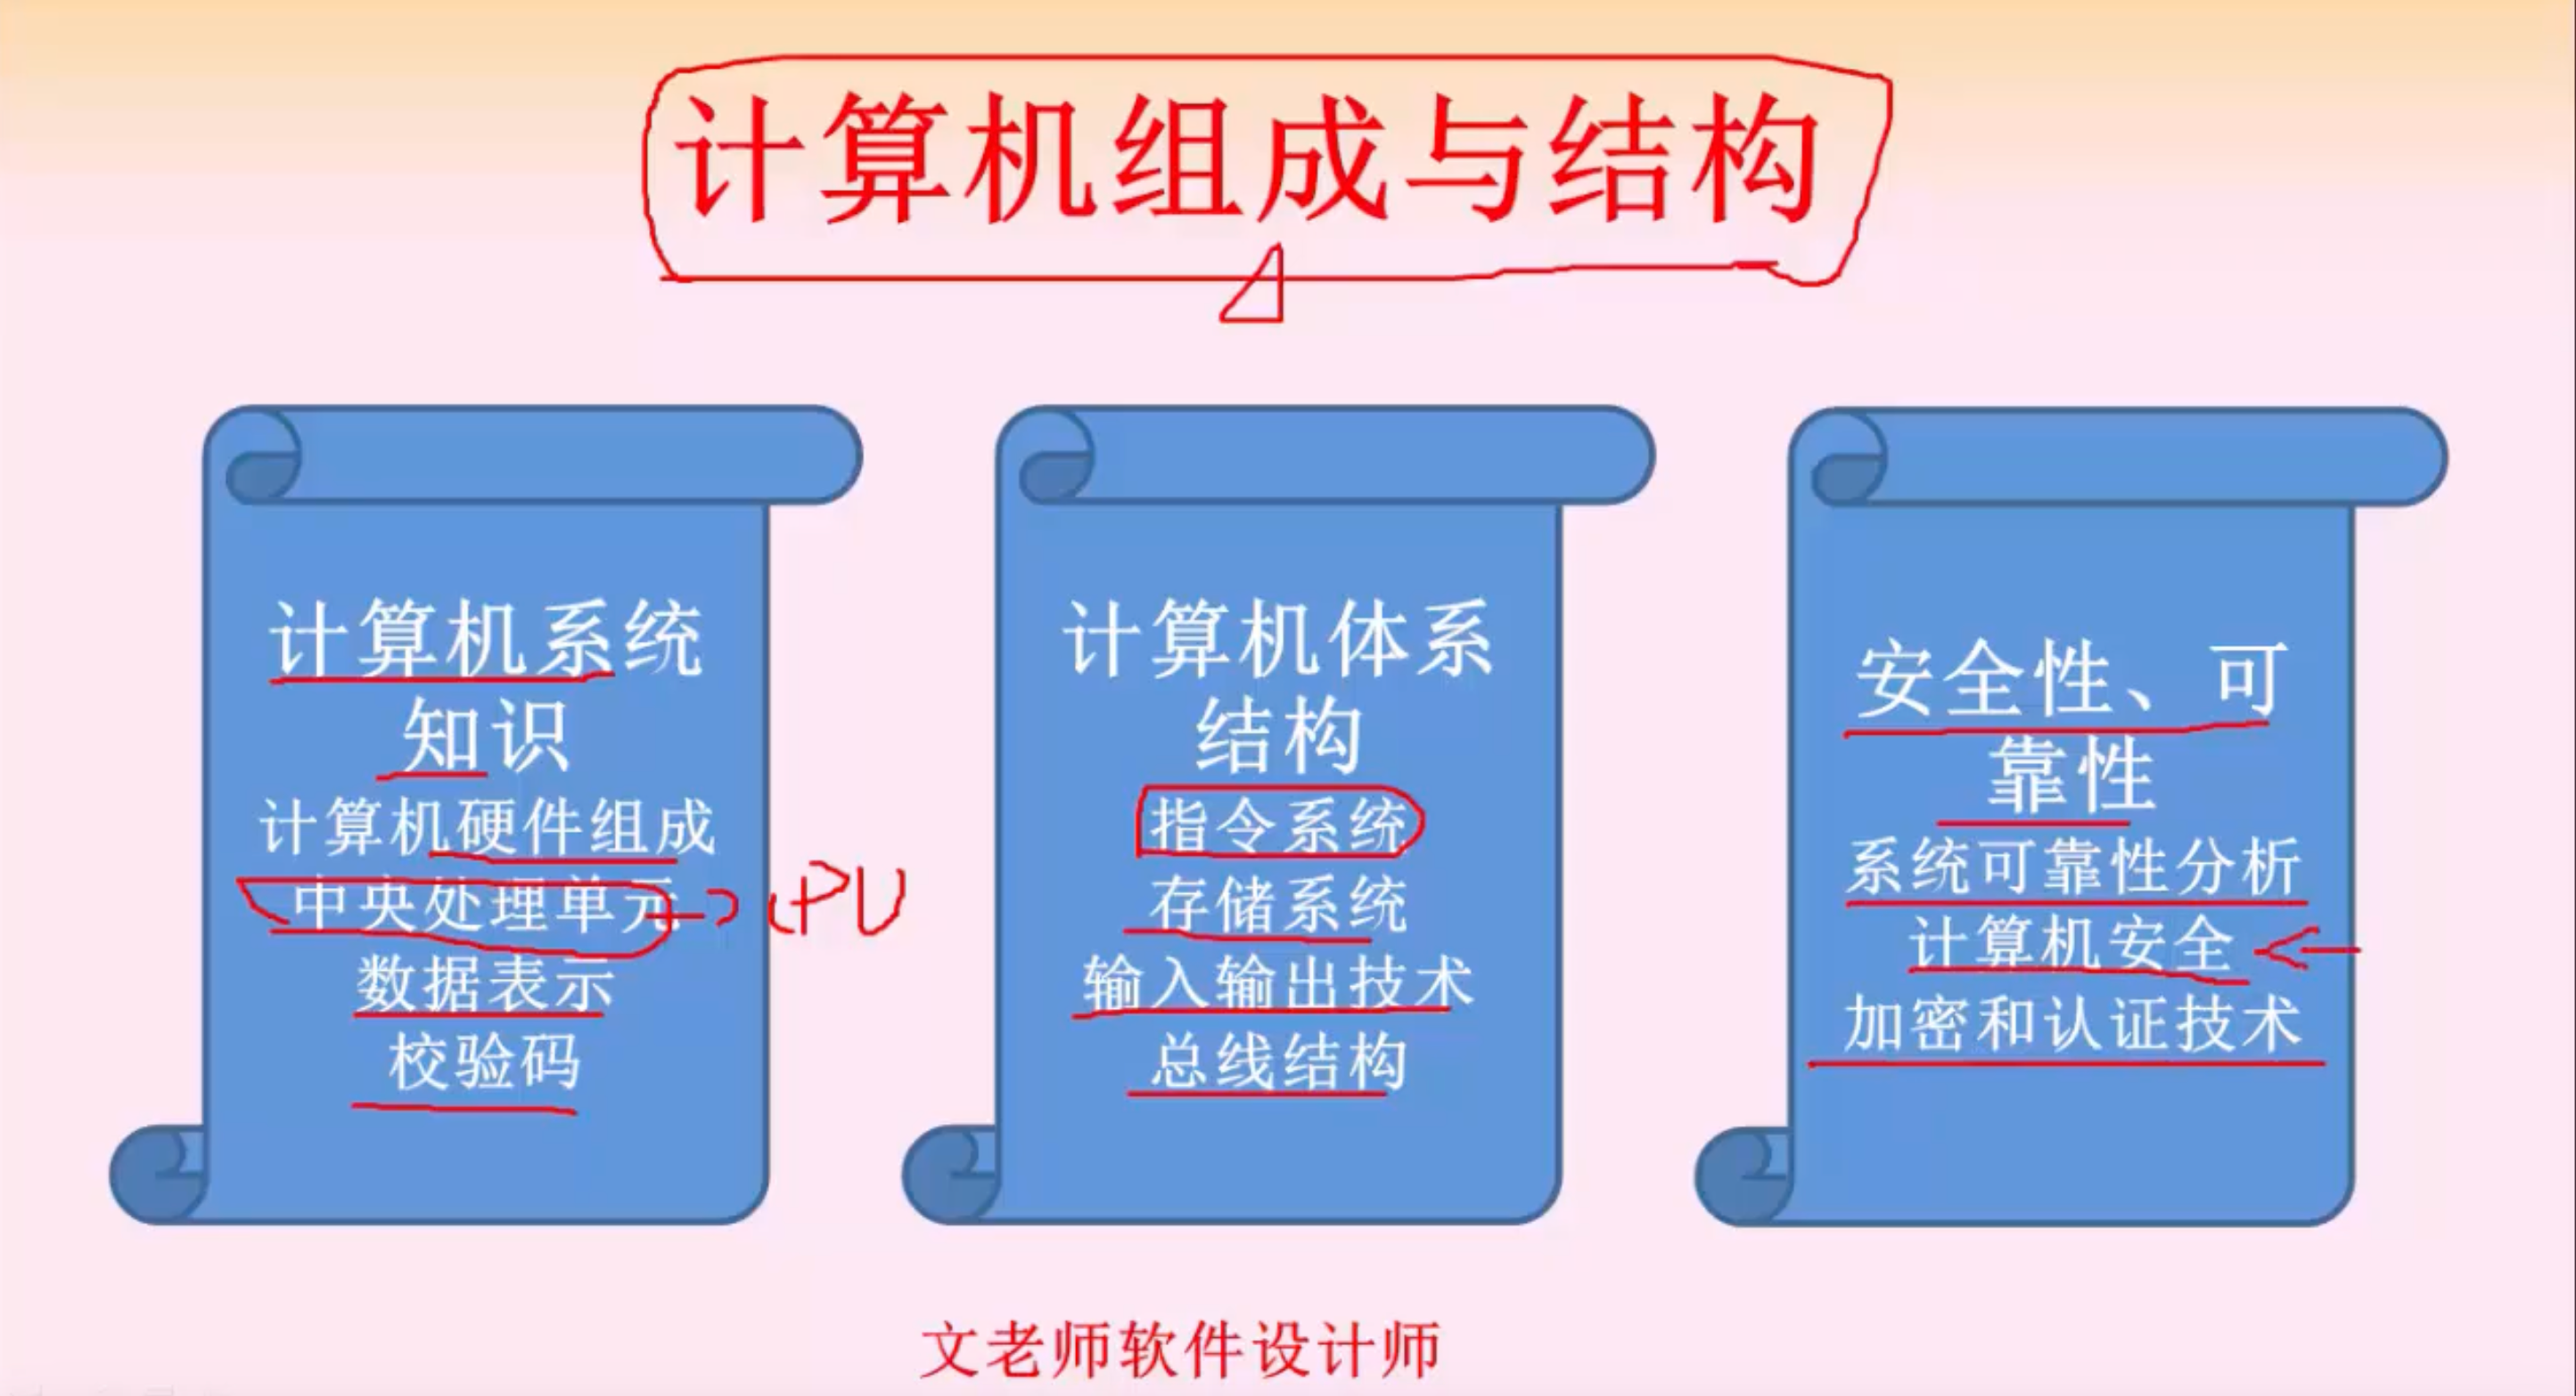 计算机组成与结构
计算机系统
知识
计算机硬件组成
中央处理单元
CPU
数据表示
校验码
计算机体系
结构
指令系统
存储系统
输入输出技术
总线结构
安全性、可
靠性
系统可靠性分析
计算机安全
加密和认证技术
文老师软件设计师